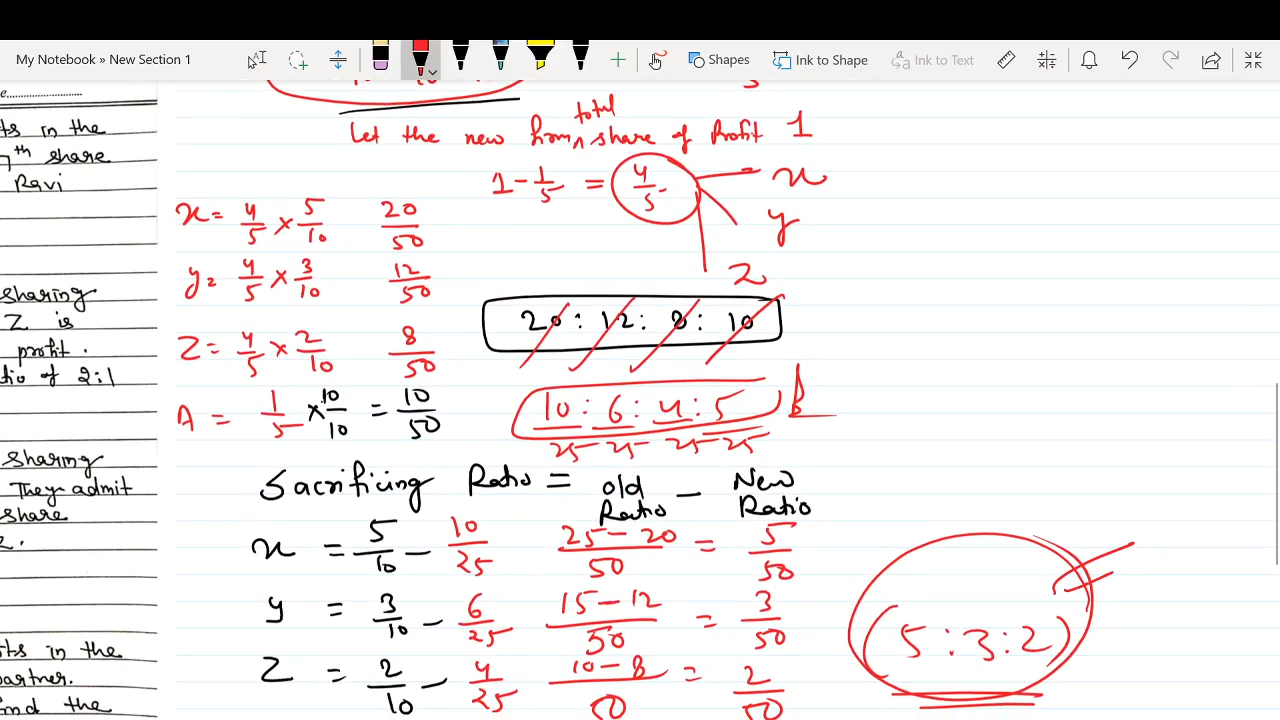 My Notebook » New Section 1
Shapes
Ink to Shape
Ink to Text
e.
ts in the
7th share
Ravi
sharing
Z is
profit.
tio of 2:1
sharing
They admit
share
2.
ts in the
partner.
find the
total
Let the new firm share of Profit 1
1 - 1/5 = 4/5
x
y
Z
x = 4/5 × 5/10 20/50
y = 4/5 × 3/10 12/50
Z = 4/5 × 2/10 8/50
A = 1/5 × 10/10 = 10/50
20 : 12 : 8 : 10
10 : 6 : 4 : 5
25 25 25 25
Sacrificing Ratio = old Ratio - New Ratio
x = 5/10 - 10/25 25-20/50 = 5/50
y = 3/10 - 6/25 15-12/50 = 3/50
Z = 2/10 - 4/25 10-8/50 = 2/50
(5:3:2)